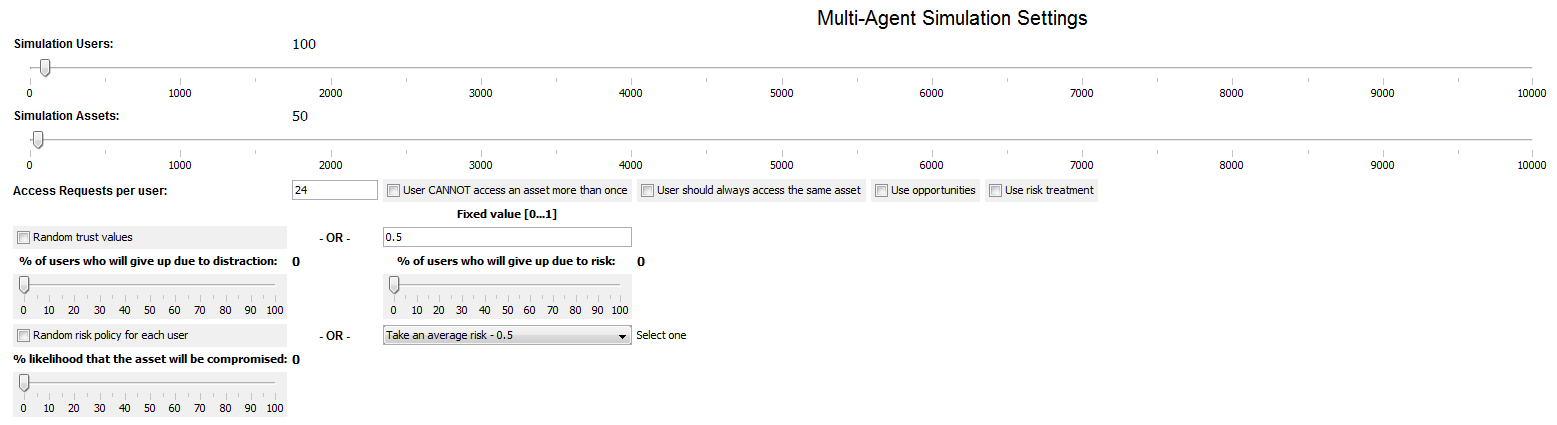 Multi-Agent Simulation Settings
Simulation Users: 100
0 1000 2000 3000 4000 5000 6000 7000 8000 9000 10000
Simulation Assets: 50
0 1000 2000 3000 4000 5000 6000 7000 8000 9000 10000
Access Requests per user: 24 User CANNOT access an asset more than once User should always access the same asset Use opportunities Use risk treatment
Fixed value [0...1]
Random trust values - OR - 0.5
% of users who will give up due to distraction: 0 % of users who will give up due to risk: 0
0 10 20 30 40 50 60 70 80 90 100 0 10 20 30 40 50 60 70 80 90 100
Random risk policy for each user - OR - Take an average risk - 0.5 Select one
% likelihood that the asset will be compromised: 0
0 10 20 30 40 50 60 70 80 90 100